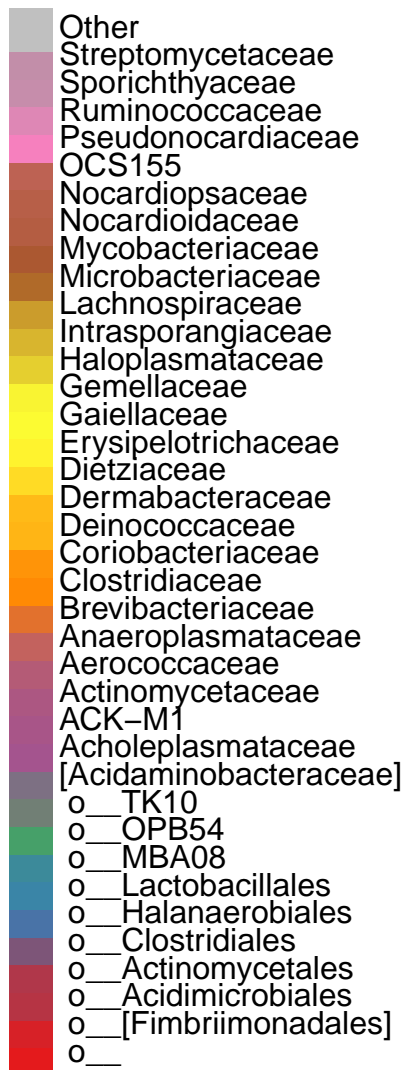 Other
Streptomycetaceae
Sporichthyaceae
Ruminococcaceae
Pseudonocardiaceae
OCS155
Nocardiopsaceae
Nocardioidaceae
Mycobacteriaceae
Microbacteriaceae
Lachnospiraceae
Intrasporangiaceae
Haloplasmataceae
Gemellaceae
Gaiellaceae
Erysipelotrichaceae
Dietziaceae
Dermabacteraceae
Deinococcaceae
Coriobacteriaceae
Clostridiaceae
Brevibacteriaceae
Anaeroplasmataceae
Aerococcaceae
Actinomycetaceae
ACK−M1
Acholeplasmataceae
[Acidaminobacteraceae]
o__TK10
o__OPB54
o__MBA08
o__Lactobacillales
o__Halanaerobiales
o__Clostridiales
o__Actinomycetales
o__Acidimicrobiales
o__[Fimbriimonadales]
o__